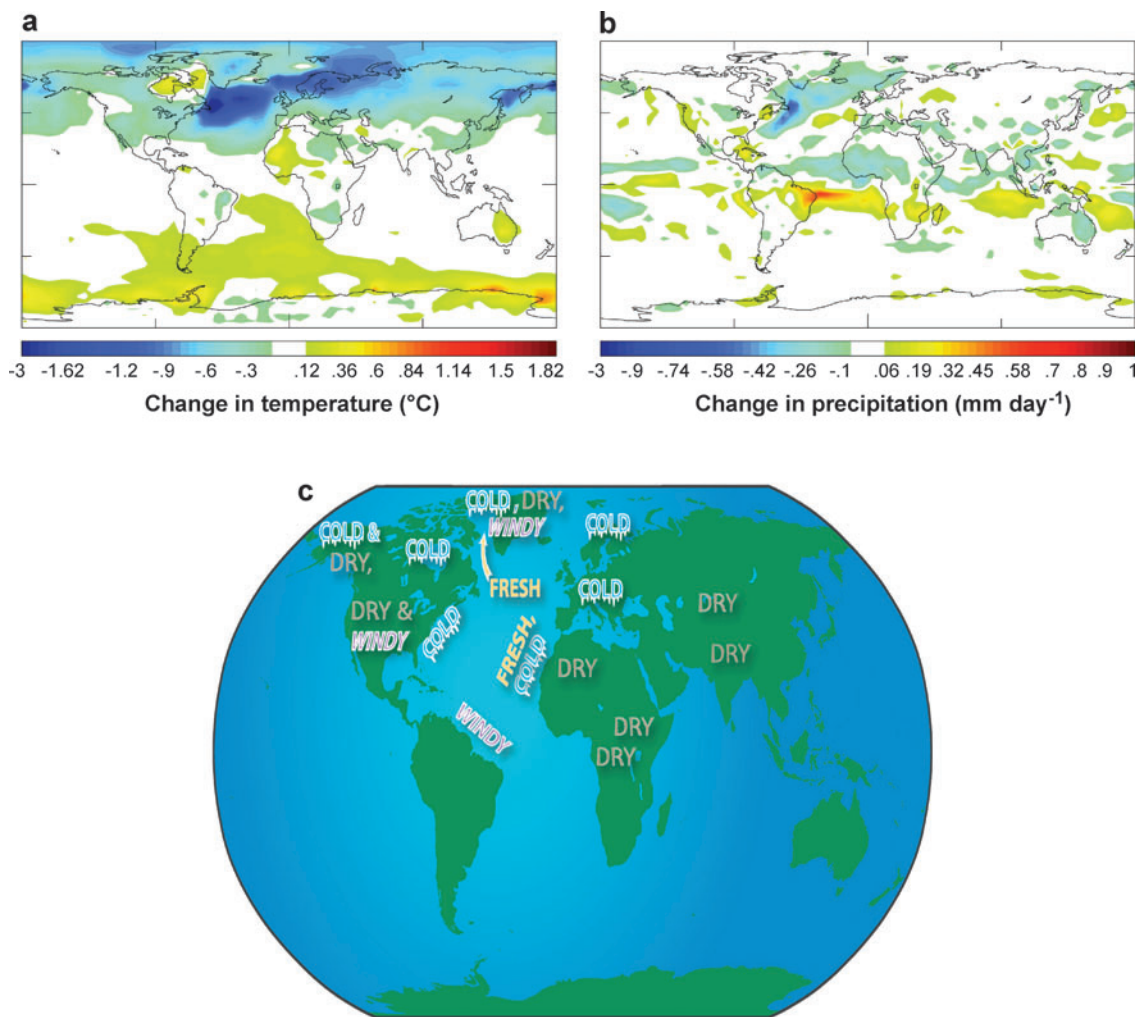 a
-3 -1.62 -1.2 -.9 -.6 -.3 .12 .36 .6 .84 1.14 1.5 1.82
Change in temperature (°C)
b
-3 -.9 -.74 -.58 -.42 -.26 -.1 .06 .19 .32 .45 .58 .7 .8 .9 1
Change in precipitation (mm day-1)
c
COLD, DRY,
WINDY
COLD &
DRY,
COLD
COLD
FRESH
COLD
DRY &
WINDY
COLD
FRESH,
COLD
DRY
DRY
DRY
WINDY
DRY
DRY